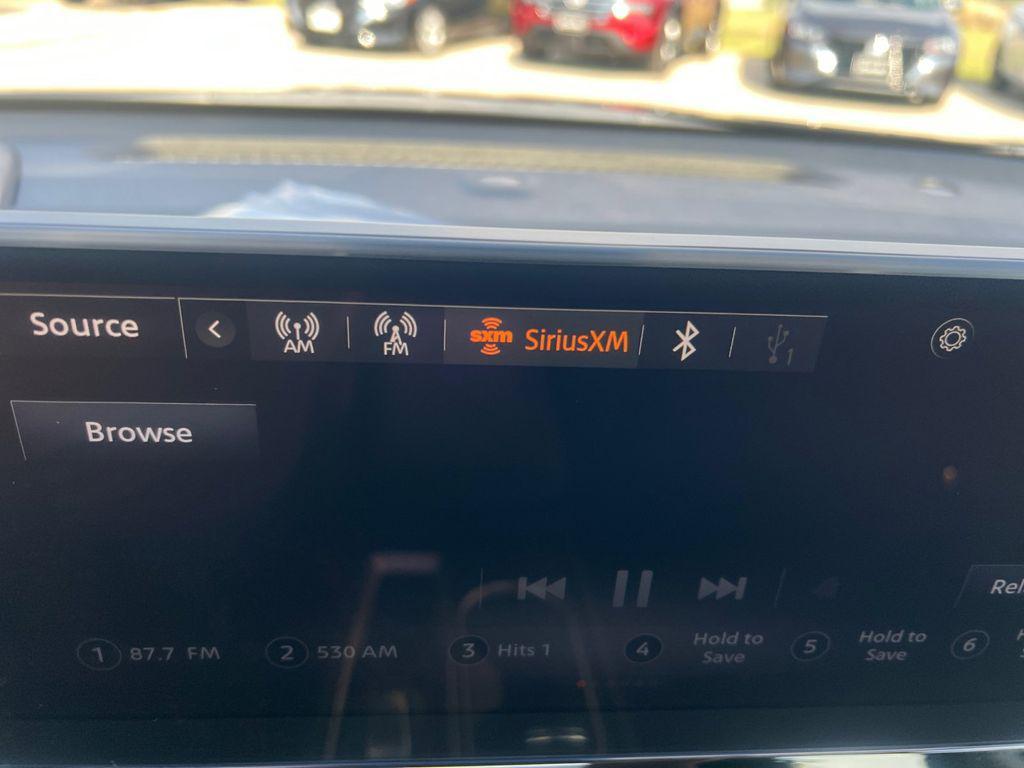 Source
AM
FM
sxm SiriusXM
1
Browse
1 87.7 FM
2 530 AM
3 Hits 1
4 Hold to
Save
5 Hold to
Save
6